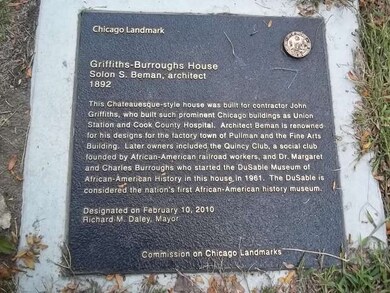 Chicago Landmark
Griffiths-Burroughs House
Solon S. Beman, architect
1892
This Châteauesque-style house was built for contractor John
Griffiths, who built such prominent Chicago buildings as Union
Station and Cook County Hospital. Architect Beman is renowned
for his designs for the factory town of Pullman and the Fine Arts
Building. Later owners included the Quincy Club, a social club
founded by African-American railroad workers, and Dr. Margaret
and Charles Burroughs who started the DuSable Museum of
African-American History in this house in 1961. The DuSable is
considered the nation's first African-American history museum.
Designated on February 10, 2010
Richard M. Daley, Mayor
Commission on Chicago Landmarks